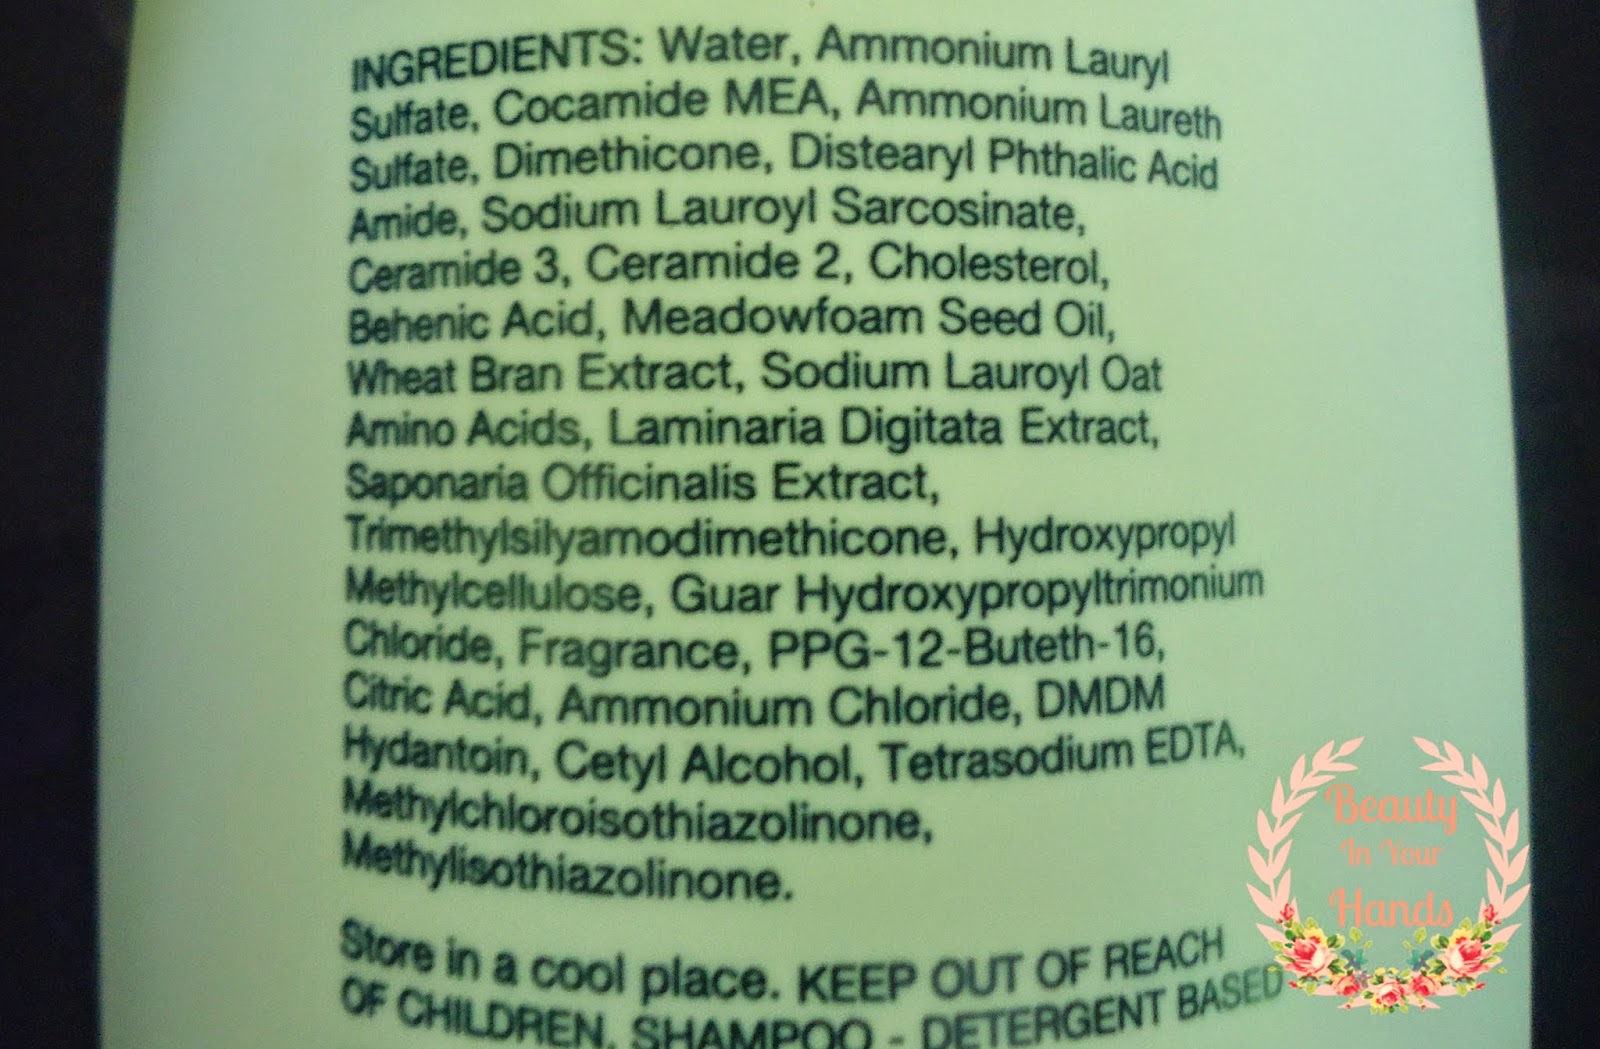 INGREDIENTS: Water, Ammonium Lauryl
Sulfate, Cocamide MEA, Ammonium Laureth
Sulfate, Dimethicone, Distearyl Phthalic Acid
Amide, Sodium Lauroyl Sarcosinate,
Ceramide 3, Ceramide 2, Cholesterol,
Behenic Acid, Meadowfoam Seed Oil,
Wheat Bran Extract, Sodium Lauroyl Oat
Amino Acids, Laminaria Digitata Extract,
Saponaria Officinalis Extract,
Trimethylsilyamodimethicone, Hydroxypropyl
Methylcellulose, Guar Hydroxypropyltrimonium
Chloride, Fragrance, PPG-12-Buteth-16,
Citric Acid, Ammonium Chloride, DMDM
Hydantoin, Cetyl Alcohol, Tetrasodium EDTA,
Methylchloroisothiazolinone,
Methylisothiazolinone.
Store in a cool place. KEEP OUT OF REACH
OF CHILDREN. SHAMPOO - DETERGENT BASED
Beauty
In Your
Hands